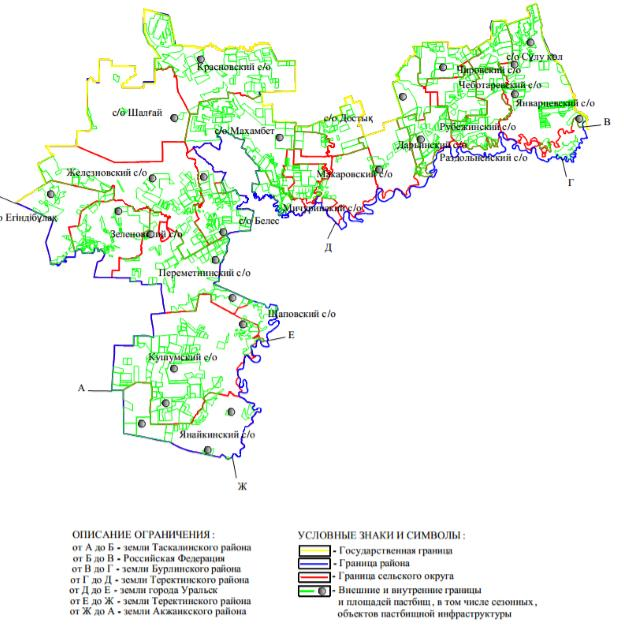 с/о Сұлу көл
Красновский с/о
Чировский с/о
Чеботаревский с/о
Январцевский с/о
с/о Шалғай
с/о Достық
В
с/о Махамбет
Рубежинский с/о
Дарьинский с/о
Раздольненский с/о
Железновский с/о
Макаровский с/о
Г
Мичуринский с/о
о Егіндібұлақ
с/о Белес
Зеленовский с/о
Д
Переметнинский с/о
Щаповский с/о
Е
Кушумский с/о
А
Янайкинский с/о
Ж
ОПИСАНИЕ ОГРАНИЧЕНИЯ :
от А до Б - земли Таскалинского района
от Б до В - Российская Федерация
от В до Г - земли Бурлинского района
от Г до Д - земли Теректинского района
от Д до Е - земли города Уральск
от Е до Ж - земли Теректинского района
от Ж до А - земли Акжаикского района
УСЛОВНЫЕ ЗНАКИ И СИМВОЛЫ :
- Государственная граница
- Граница района
- Граница сельского округа
- Внешние и внутренние границы
и площадей пастбищ, в том числе сезонных,
объектов пастбищной инфраструктуры